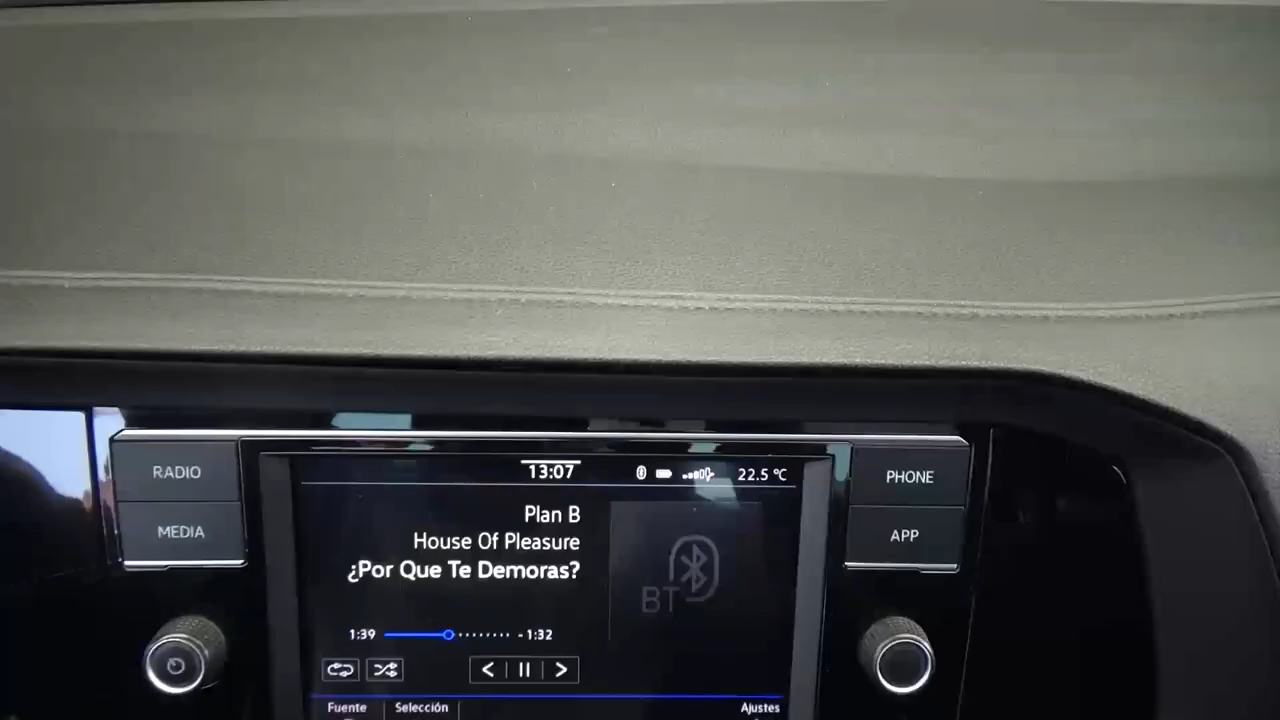 RADIO
MEDIA
13:07
22.5 °C
Plan B
House Of Pleasure
¿Por Que Te Demoras?
BT
1:39
-1:32
Fuente
Selección
Ajustes
PHONE
APP